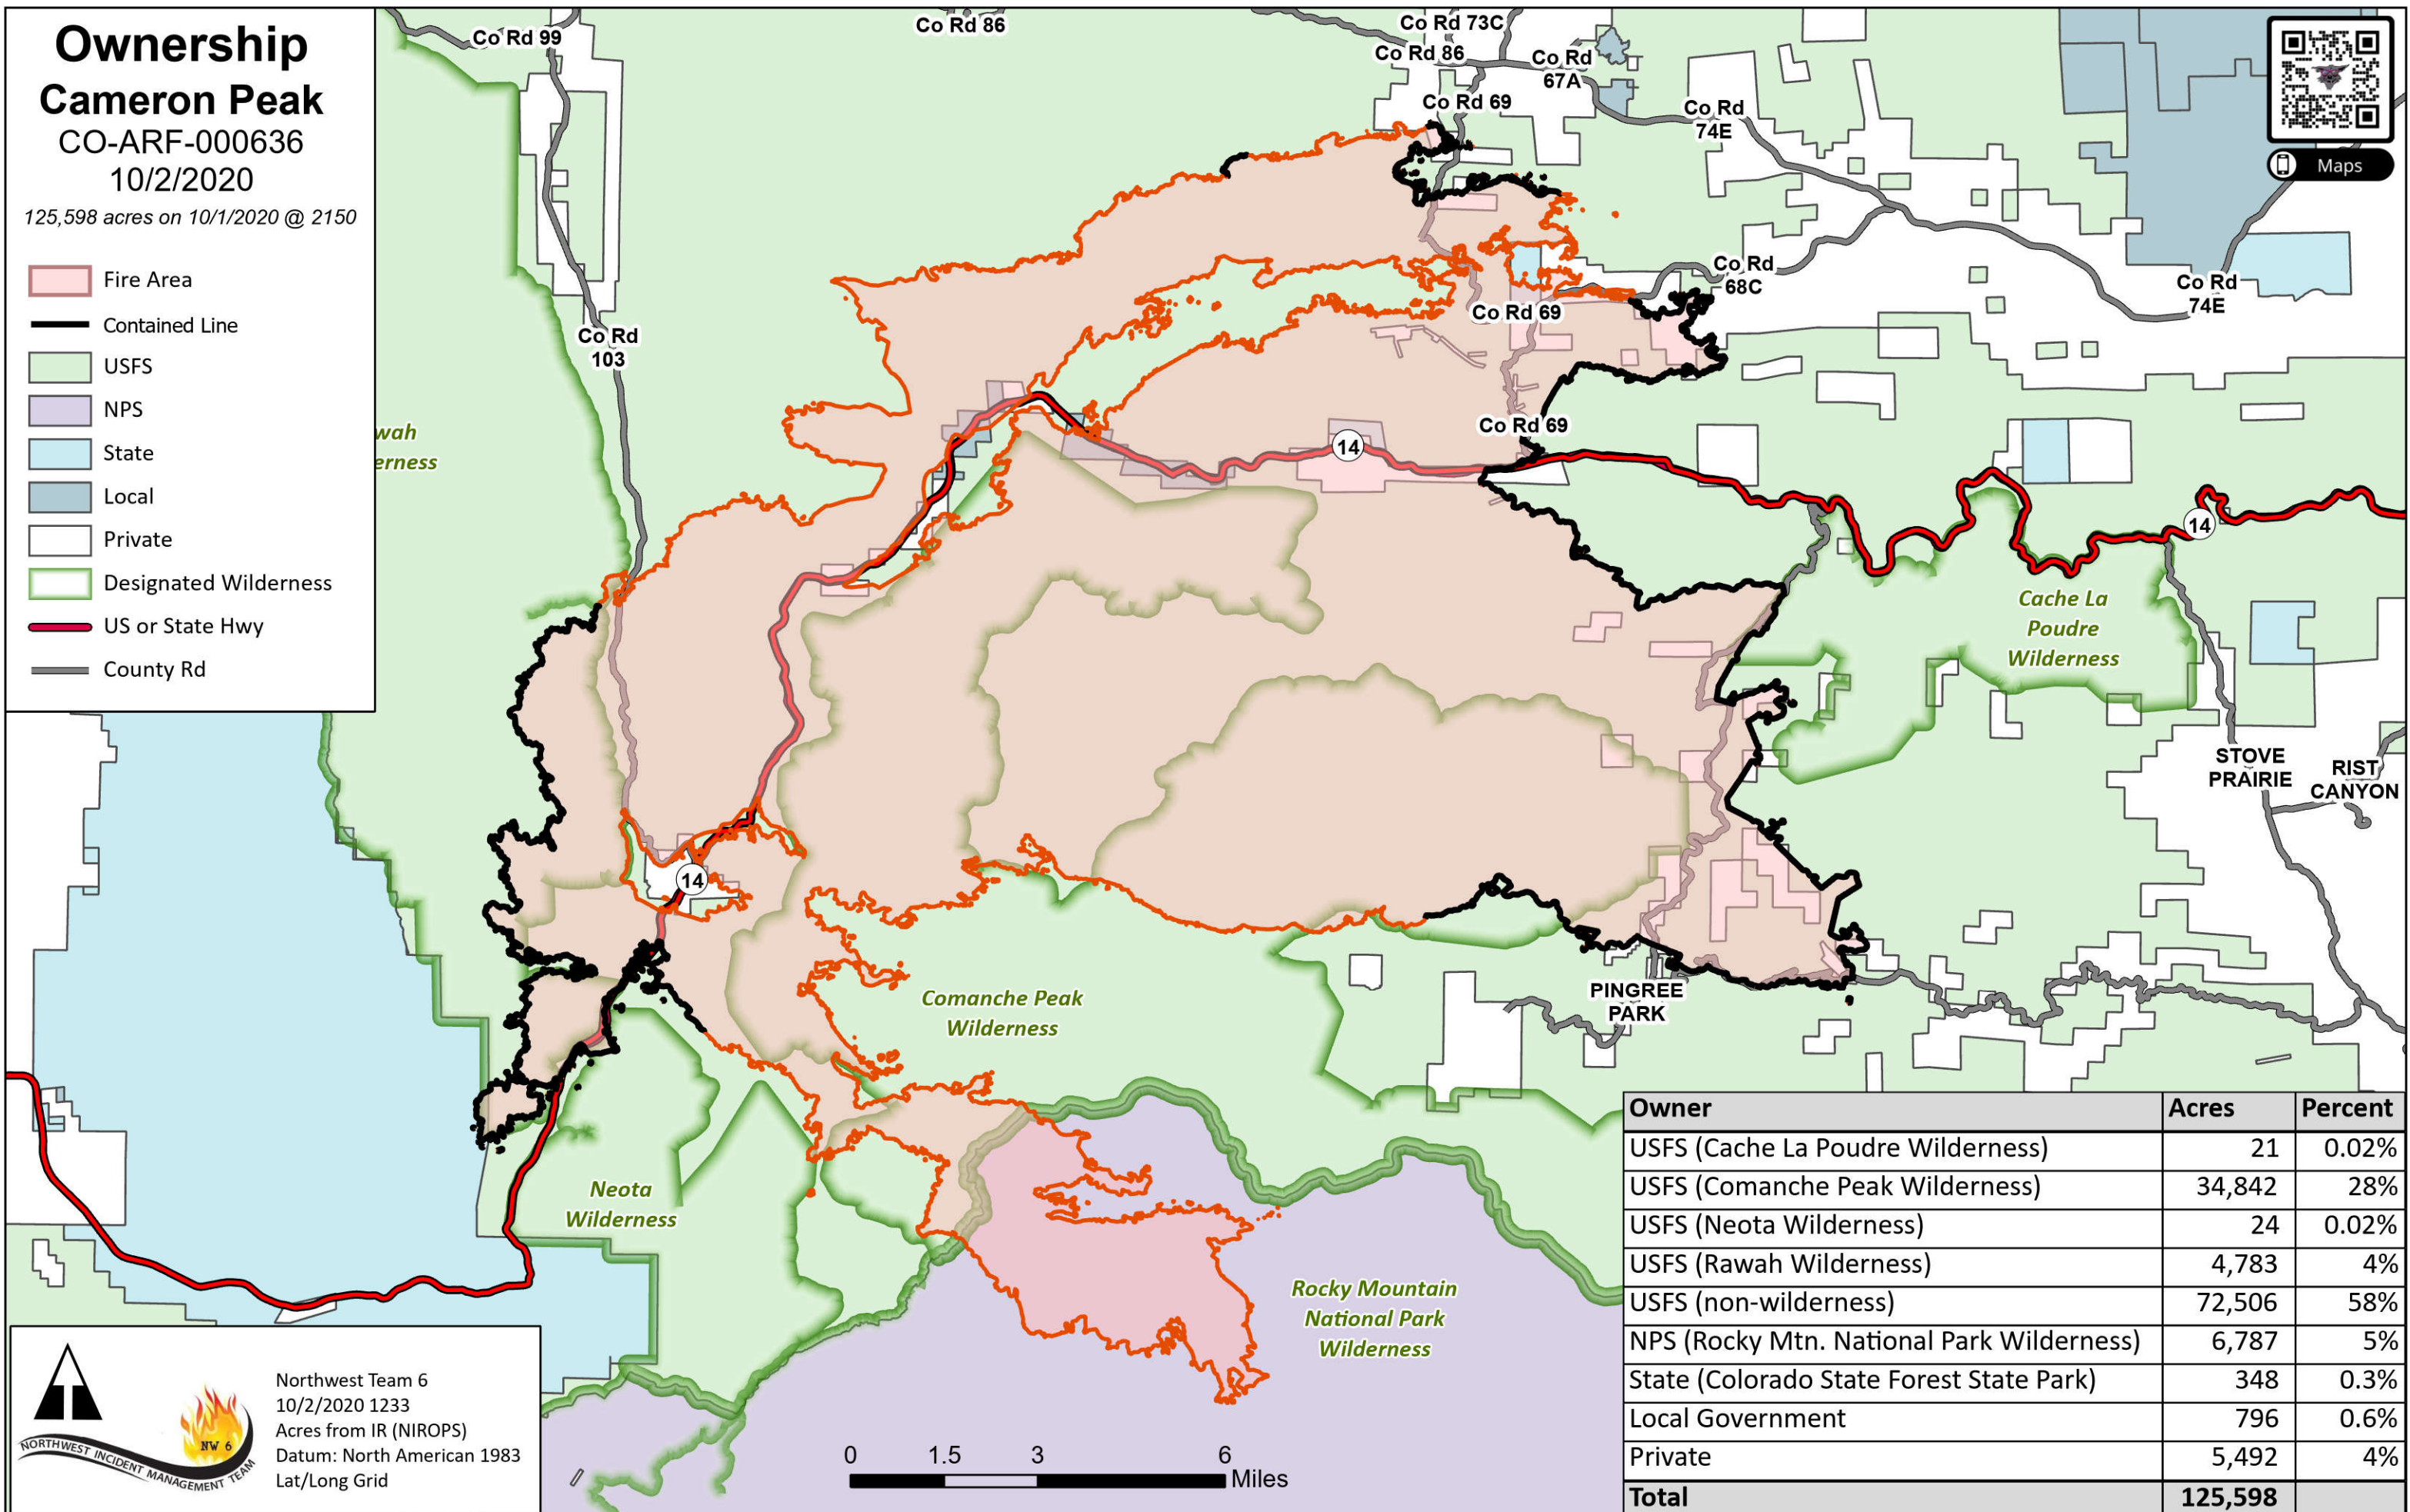 Ownership
Cameron Peak
CO-ARF-000636
10/2/2020
125,598 acres on 10/1/2020 @ 2150
Fire Area
Contained Line
USFS
NPS
State
Local
Private
Designated Wilderness
US or State Hwy
County Rd
Co Rd 99
Co Rd 86
Co Rd 73C
Co Rd 86
Co Rd
67A
Co Rd 69
Co Rd
74E
Maps
Co Rd
68C
Co Rd
74E
Co Rd 69
Co Rd
103
wah
erness
Co Rd 69
14
14
Cache La
Poudre
Wilderness
STOVE
PRAIRIE
RIST
CANYON
14
PINGREE
PARK
Comanche Peak
Wilderness
Neota
Wilderness
Rocky Mountain
National Park
Wilderness
Owner Acres Percent
USFS (Cache La Poudre Wilderness) 21 0.02%
USFS (Comanche Peak Wilderness) 34,842 28%
USFS (Neota Wilderness) 24 0.02%
USFS (Rawah Wilderness) 4,783 4%
USFS (non-wilderness) 72,506 58%
NPS (Rocky Mtn. National Park Wilderness) 6,787 5%
State (Colorado State Forest State Park) 348 0.3%
Local Government 796 0.6%
Private 5,492 4%
Total 125,598
NW 6
NORTHWEST INCIDENT MANAGEMENT TEAM
Northwest Team 6
10/2/2020 1233
Acres from IR (NIROPS)
Datum: North American 1983
Lat/Long Grid
0 1.5 3 6
Miles